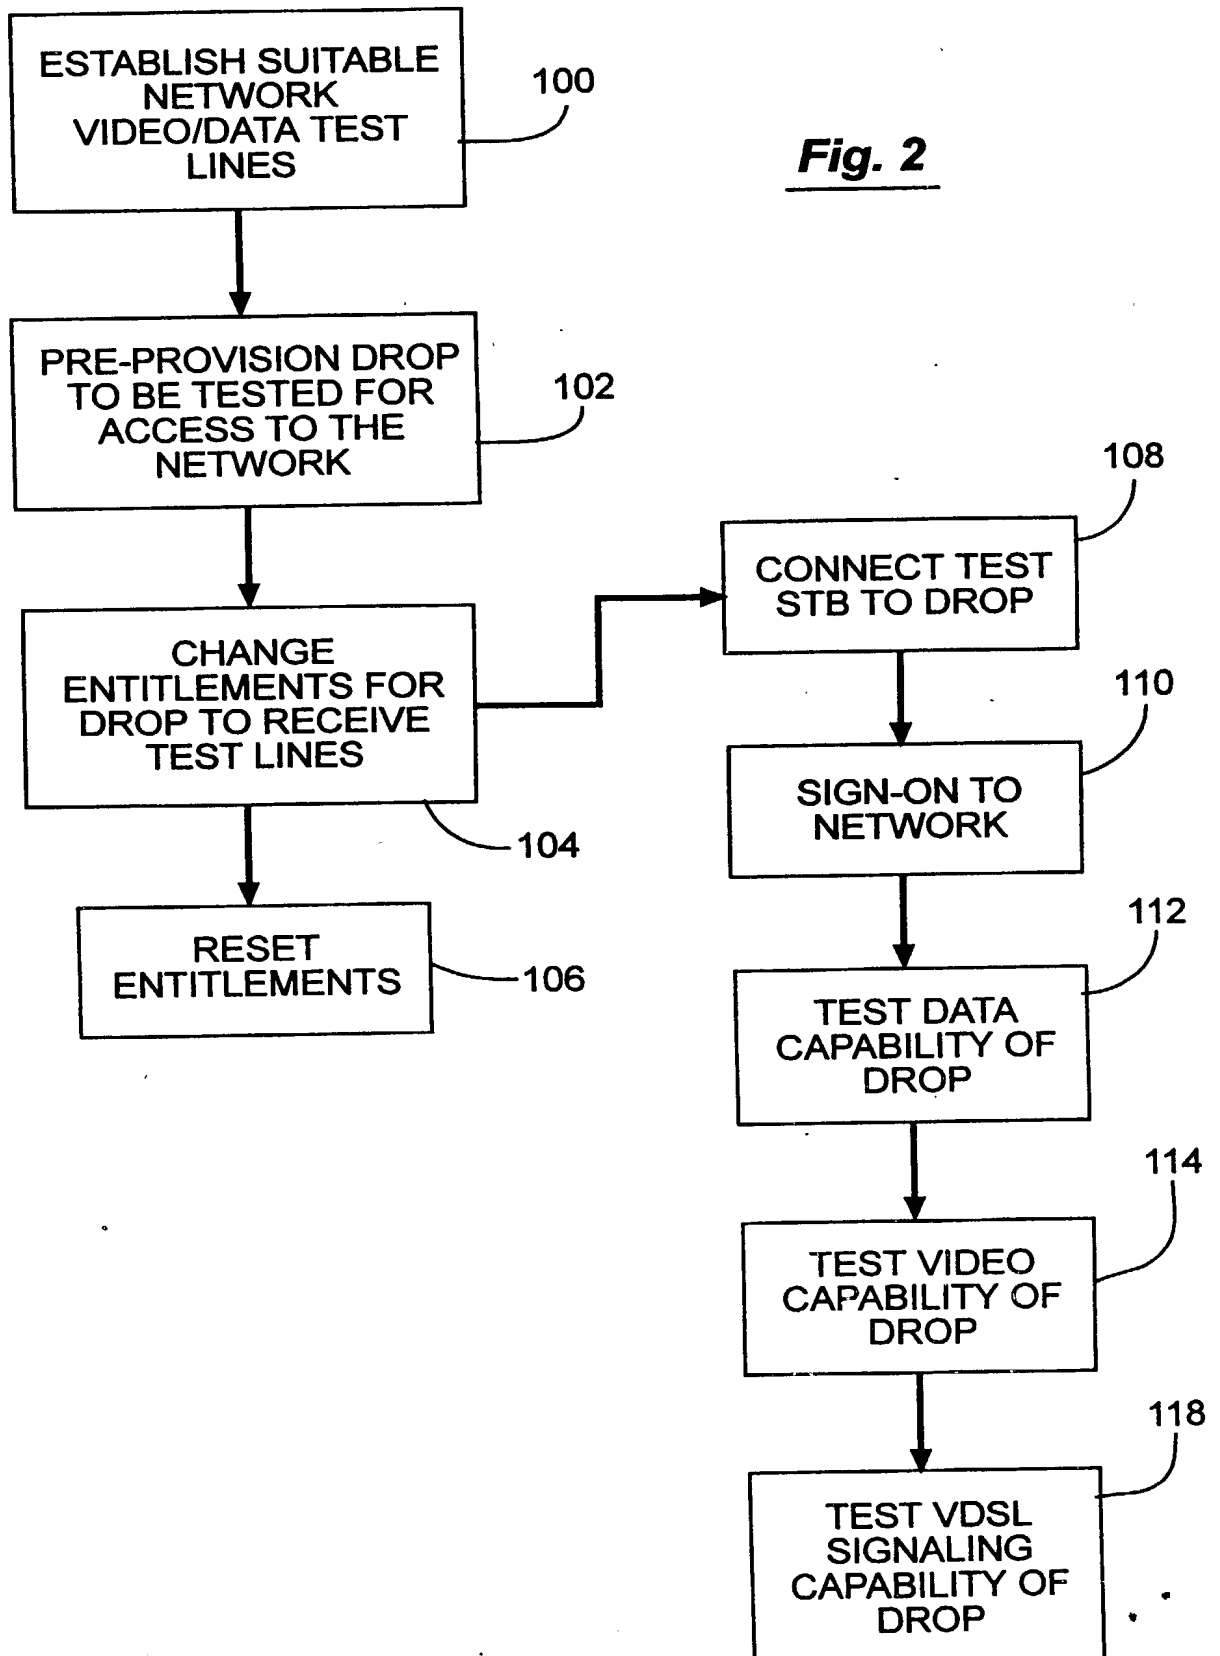 ESTABLISH SUITABLE
NETWORK
VIDEO/DATA TEST
LINES
100
Fig. 2
PRE-PROVISION DROP
TO BE TESTED FOR
ACCESS TO THE
NETWORK
102
CHANGE
ENTITLEMENTS FOR
DROP TO RECEIVE
TEST LINES
104
RESET
ENTITLEMENTS
106
108
CONNECT TEST
STB TO DROP
110
SIGN-ON TO
NETWORK
112
TEST DATA
CAPABILITY OF
DROP
114
TEST VIDEO
CAPABILITY OF
DROP
118
TEST VDSL
SIGNALING
CAPABILITY OF
DROP